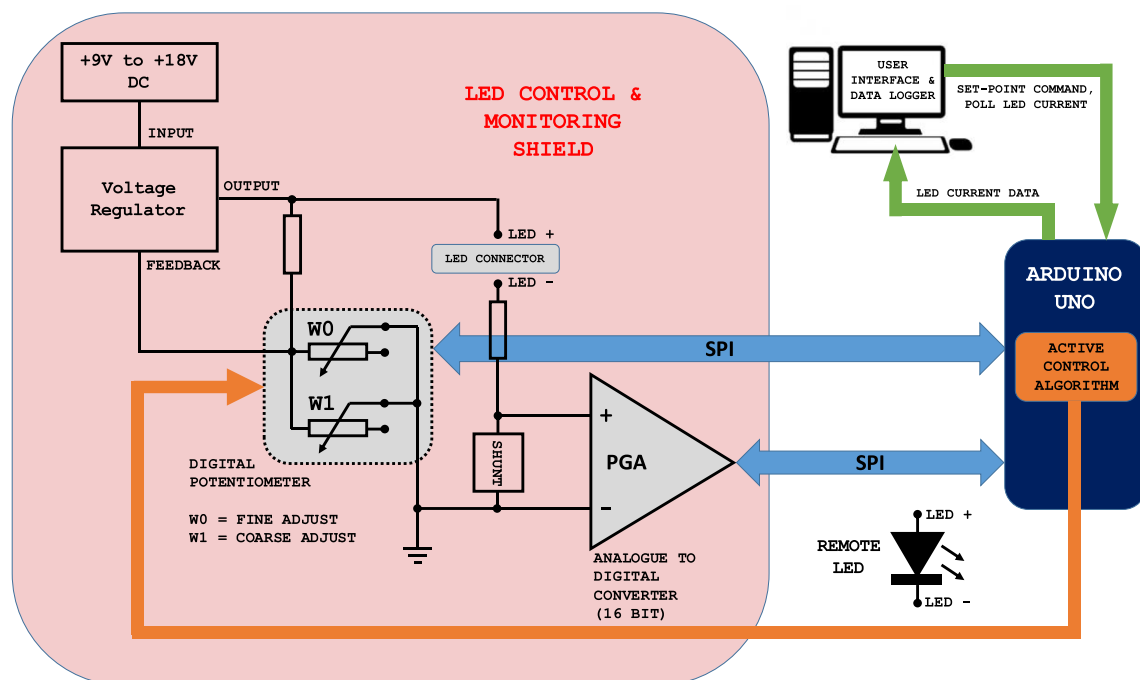 +9V to +18V
DC
INPUT
Voltage
Regulator
OUTPUT
FEEDBACK
LED CONTROL &
MONITORING
SHIELD
LED +
LED CONNECTOR
LED -
W0
W1
DIGITAL
POTENTIOMETER
W0 = FINE ADJUST
W1 = COARSE ADJUST
SHUNT
+
PGA
-
ANALOGUE TO
DIGITAL
CONVERTER
(16 BIT)
SPI
SPI
USER
INTERFACE &
DATA LOGGER
SET-POINT COMMAND,
POLL LED CURRENT
LED CURRENT DATA
ARDUINO
UNO
ACTIVE
CONTROL
ALGORITHM
LED +
REMOTE
LED
LED -